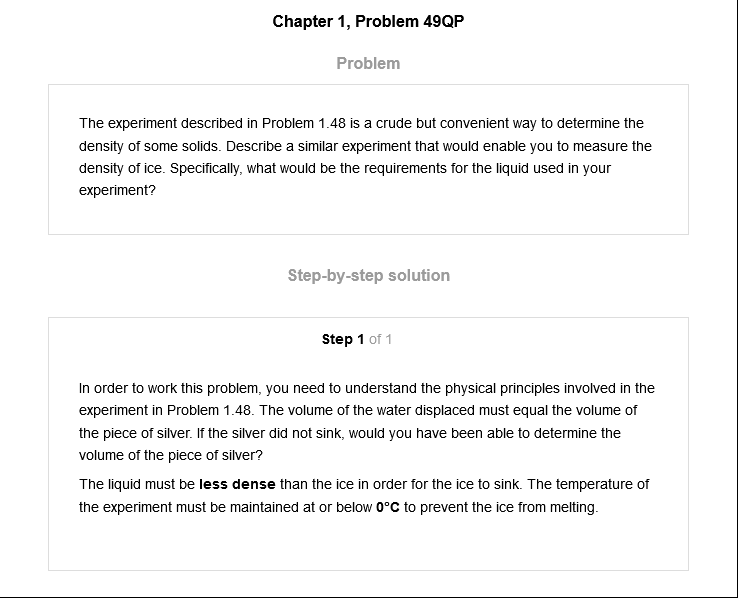 Chapter 1, Problem 49QP
Problem
The experiment described in Problem 1.48 is a crude but convenient way to determine the
density of some solids. Describe a similar experiment that would enable you to measure the
density of ice. Specifically, what would be the requirements for the liquid used in your
experiment?
Step-by-step solution
Step 1 of 1
In order to work this problem, you need to understand the physical principles involved in the
experiment in Problem 1.48. The volume of the water displaced must equal the volume of
the piece of silver. If the silver did not sink, would you have been able to determine the
volume of the piece of silver?
The liquid must be less dense than the ice in order for the ice to sink. The temperature of
the experiment must be maintained at or below 0°C to prevent the ice from melting.